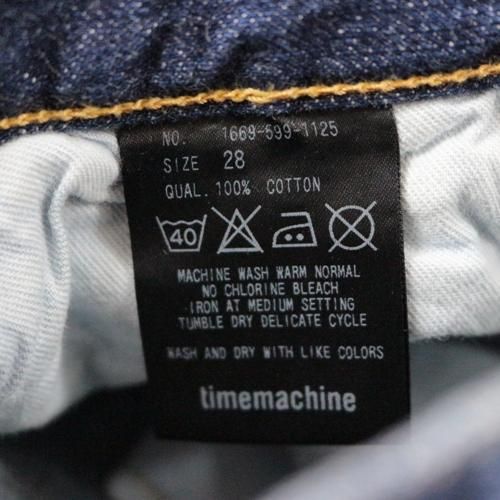 NO. 1669-599-1125
SIZE 28
QUAL. 100% COTTON
40
MACHINE WASH WARM NORMAL
NO CHLORINE BLEACH
IRON AT MEDIUM SETTING
TUMBLE DRY DELICATE CYCLE
WASH AND DRY WITH LIKE COLORS
timemachine